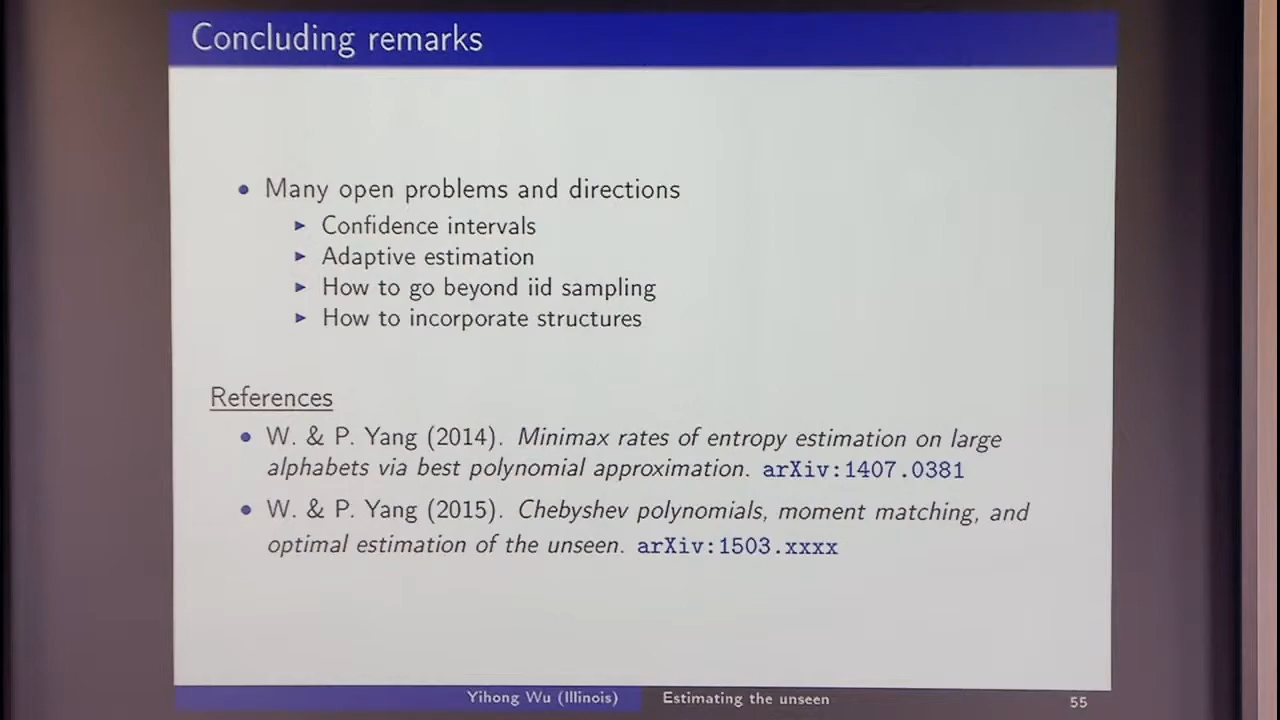 Concluding remarks
• Many open problems and directions
▶ Confidence intervals
▶ Adaptive estimation
▶ How to go beyond iid sampling
▶ How to incorporate structures
References
• W. & P. Yang (2014). Minimax rates of entropy estimation on large
alphabets via best polynomial approximation. arXiv:1407.0381
• W. & P. Yang (2015). Chebyshev polynomials, moment matching, and
optimal estimation of the unseen. arXiv:1503.xxxx
Yihong Wu (Illinois) Estimating the unseen 55